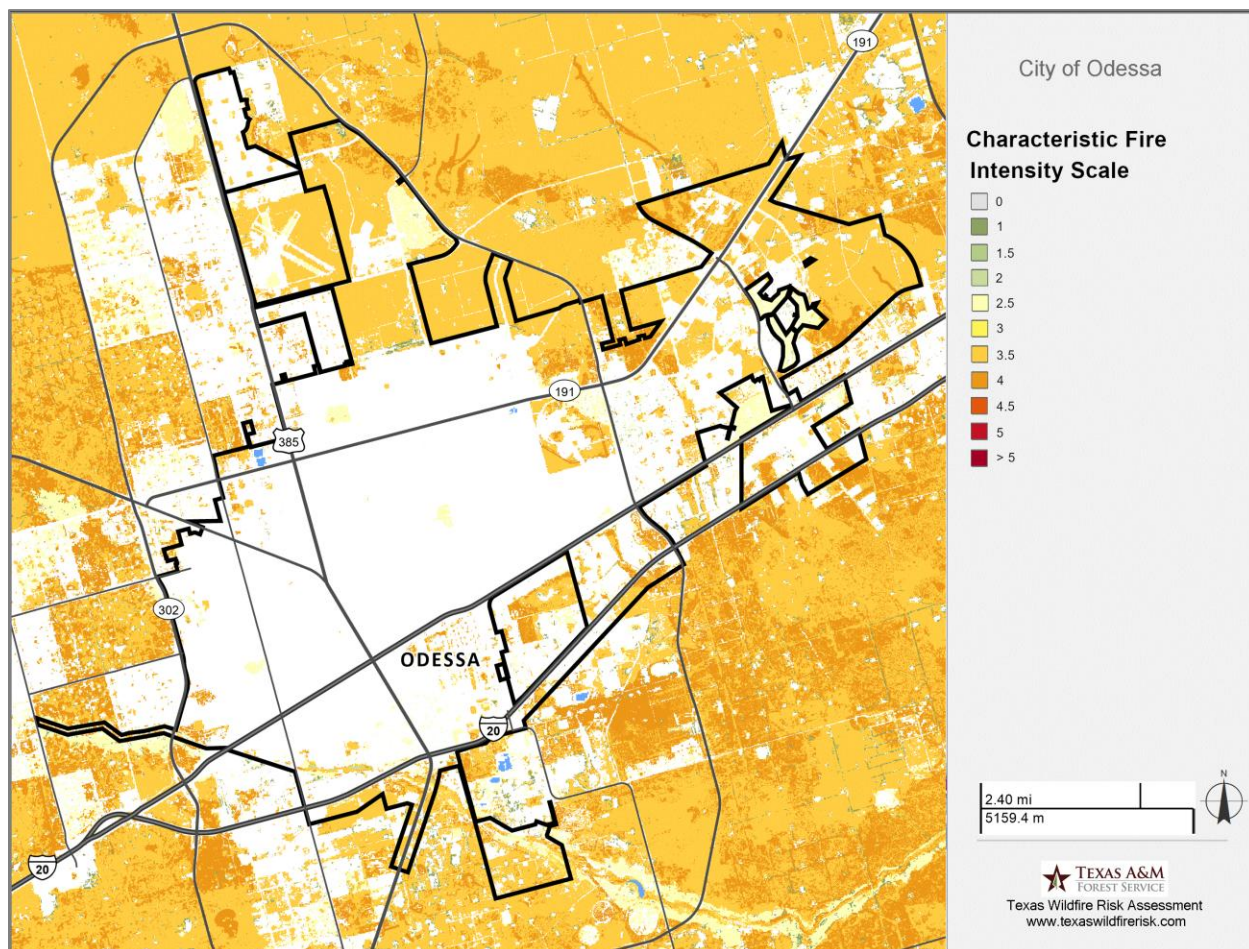 191
191
385
302
ODESSA
20
20
City of Odessa
Characteristic Fire
Intensity Scale
0
1
1.5
2
2.5
3
3.5
4
4.5
5
> 5
2.40 mi
5159.4 m
N
TEXAS A&M
FOREST SERVICE
Texas Wildfire Risk Assessment
www.texaswildfirerisk.com